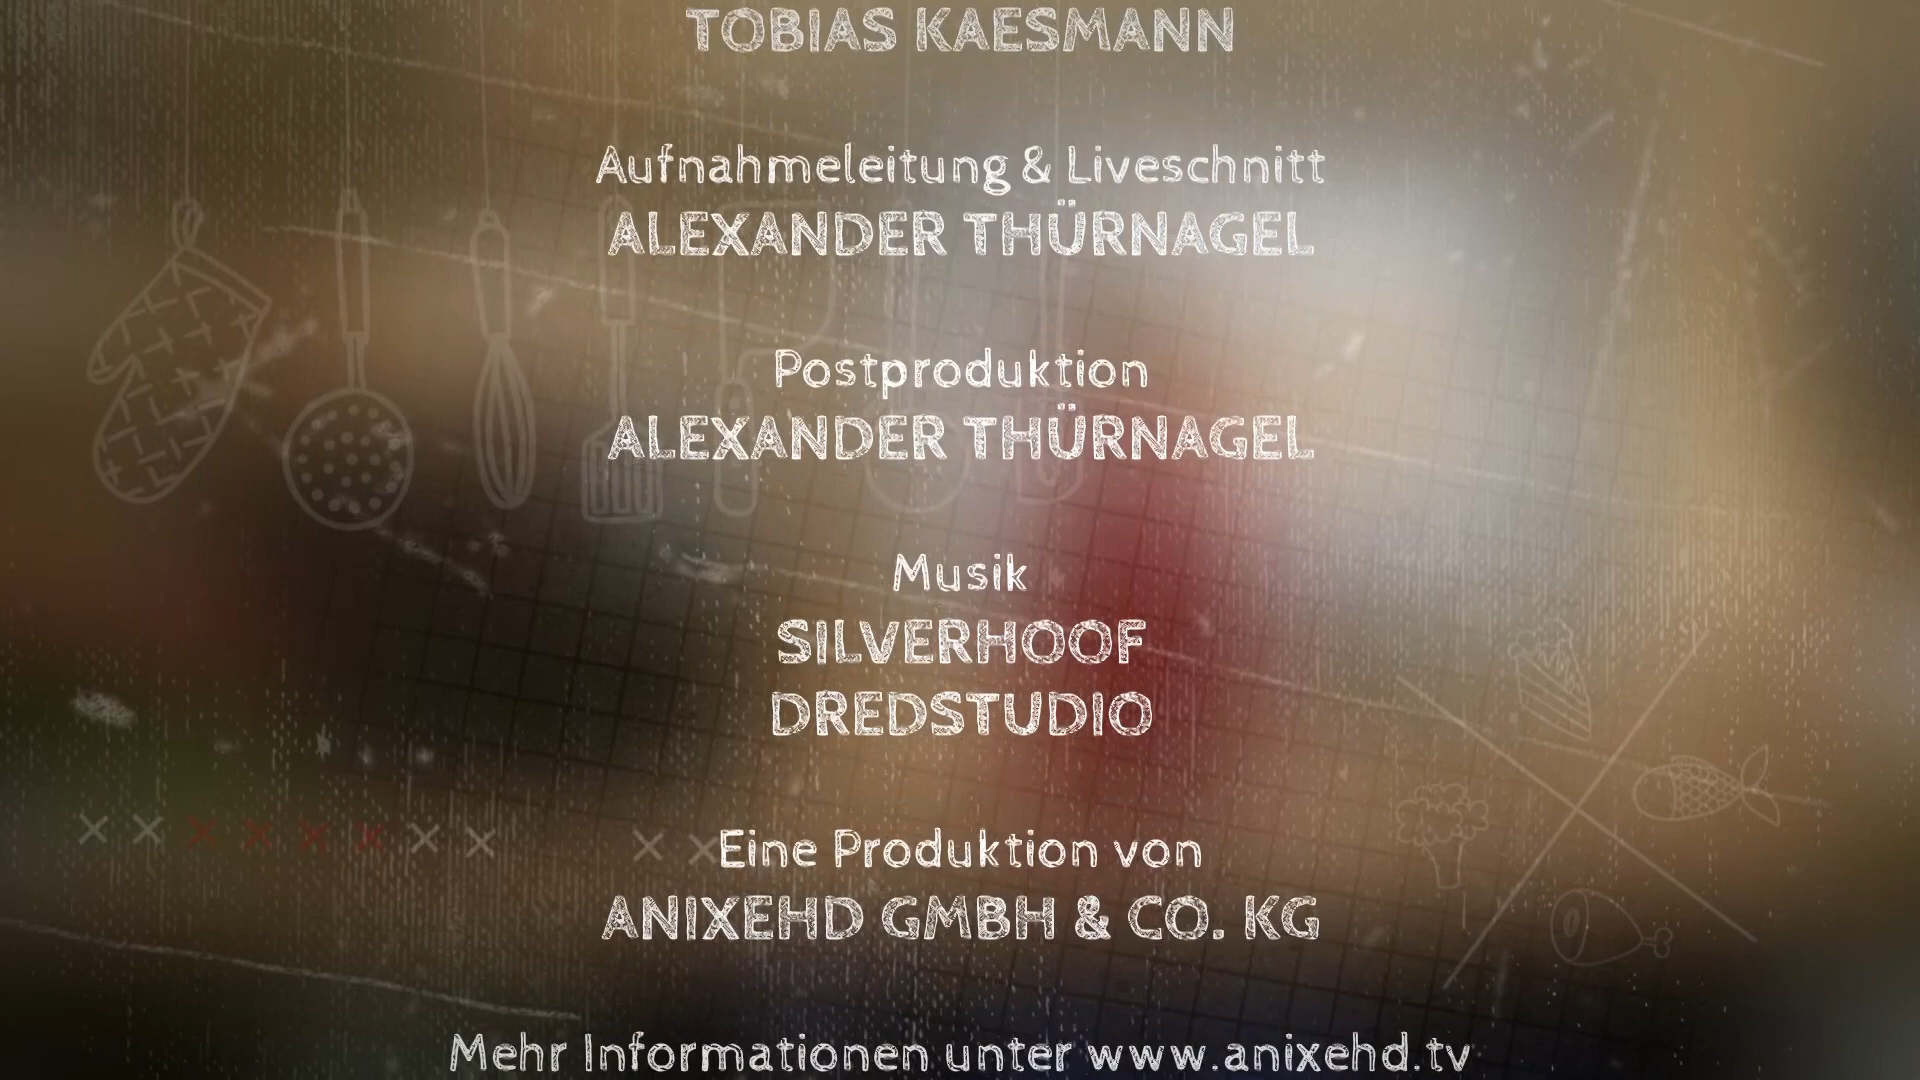 TOBIAS KAESMANN
Aufnahmeleitung & Liveschnitt
ALEXANDER THÜRNAGEL
Postproduktion
ALEXANDER THÜRNAGEL
Musik
SILVERHOOF
DREDSTUDIO
Eine Produktion von
ANIXEHD GMBH & CO. KG
Mehr Informationen unter www.anixehd.tv